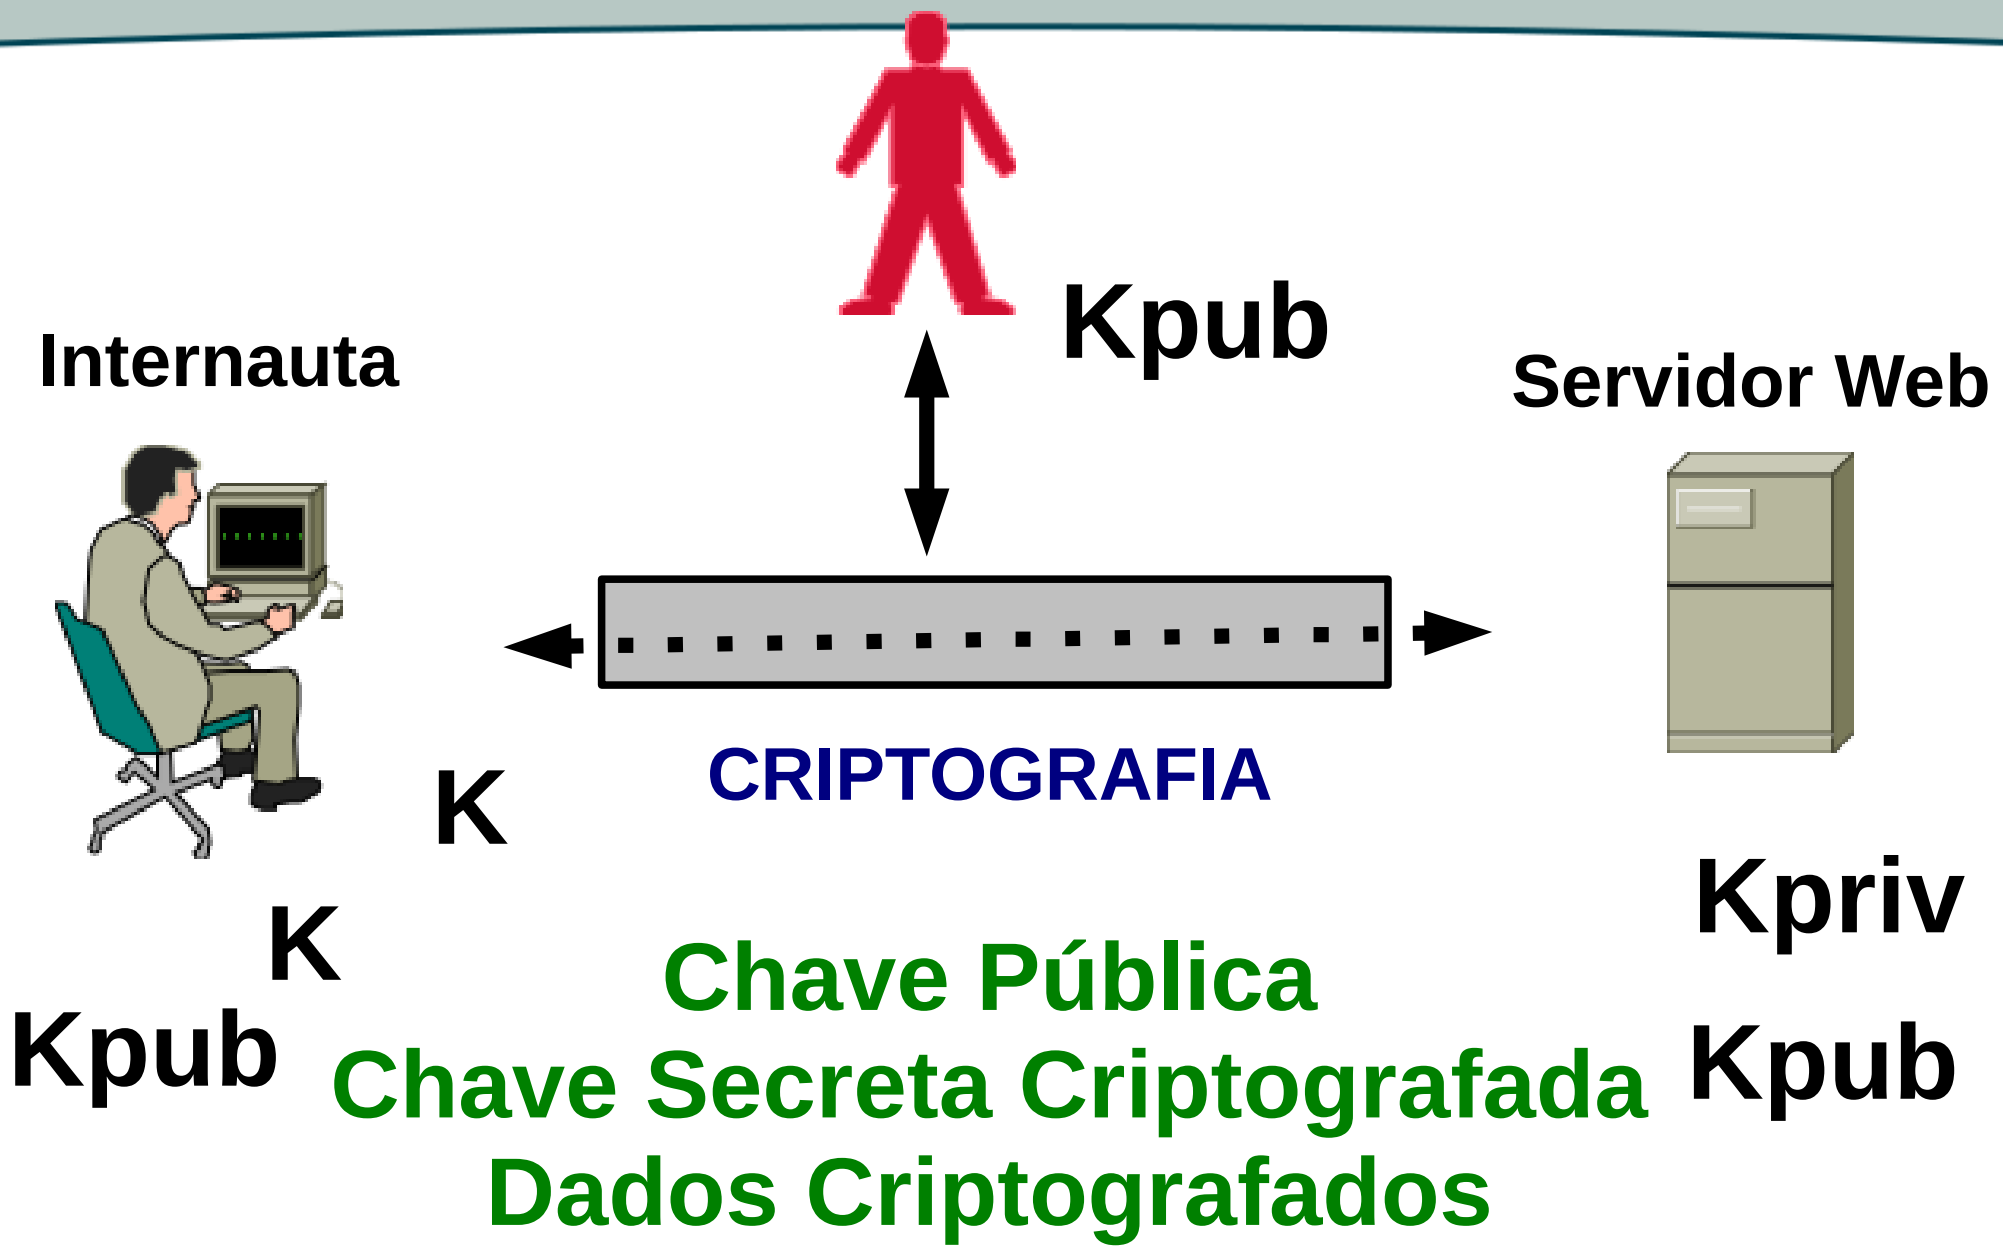 Kpub
Internauta
Servidor Web
CRIPTOGRAFIA
K
Kpriv
K
Chave Pública
Kpub
Kpub
Chave Secreta Criptografada
Dados Criptografados